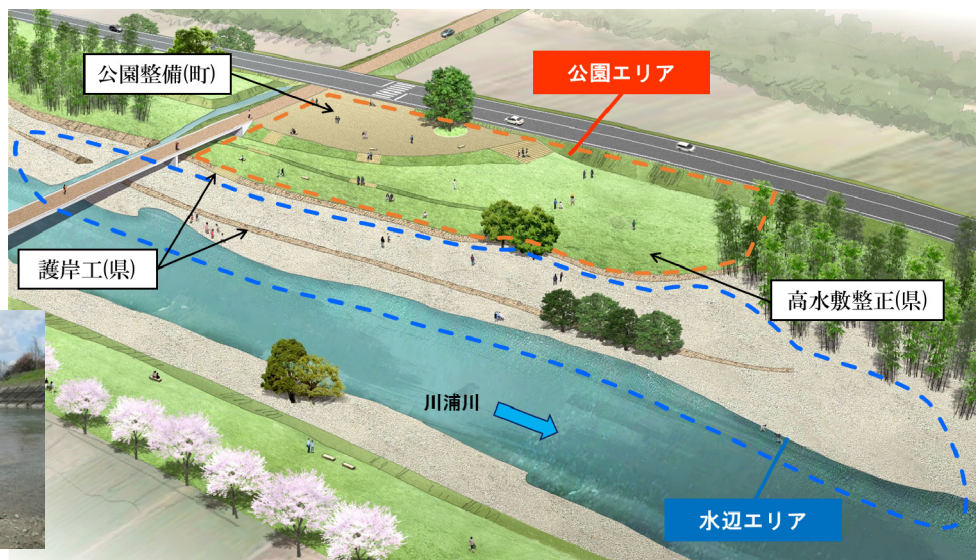 公園整備(町)
公園エリア
護岸工(県)
高水敷整正(県)
川浦川
水辺エリア